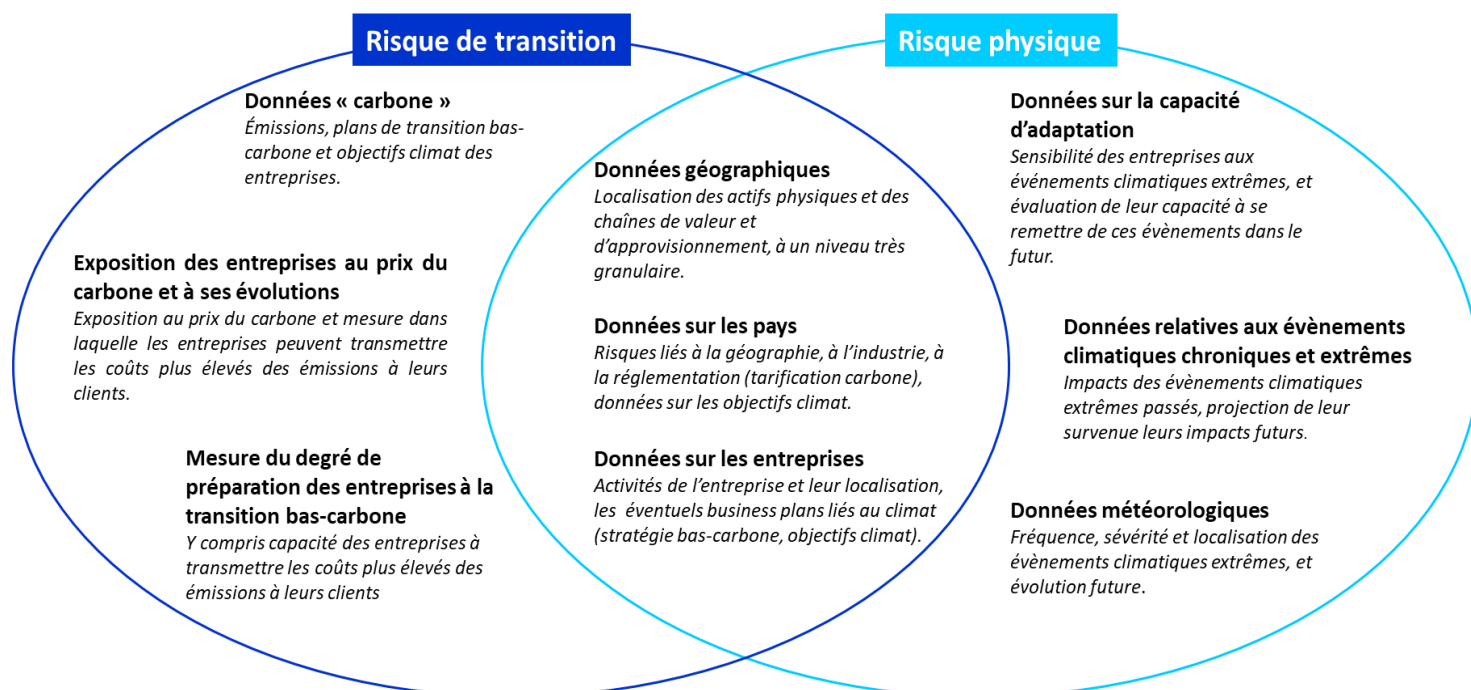 Risque de transition
Risque physique
Données « carbone »
Émissions, plans de transition bas-
carbone et objectifs climat des
entreprises.
Exposition des entreprises au prix du
carbone et à ses évolutions
Exposition au prix du carbone et mesure dans
laquelle les entreprises peuvent transmettre
les coûts plus élevés des émissions à leurs
clients.
Mesure du degré de
préparation des entreprises à la
transition bas-carbone
Y compris capacité des entreprises à
transmettre les coûts plus élevés des
émissions à leurs clients
Données géographiques
Localisation des actifs physiques et des
chaînes de valeur et
d’approvisionnement, à un niveau très
granulaire.
Données sur les pays
Risques liés à la géographie, à l’industrie, à
la réglementation (tarification carbone),
données sur les objectifs climat.
Données sur les entreprises
Activités de l’entreprise et leur localisation,
les éventuels business plans liés au climat
(stratégie bas-carbone, objectifs climat).
Données sur la capacité
d’adaptation
Sensibilité des entreprises aux
événements climatiques extrêmes, et
évaluation de leur capacité à se
remettre de ces évènements dans le
futur.
Données relatives aux évènements
climatiques chroniques et extrêmes
Impacts des évènements climatiques
extrêmes passés, projection de leur
survenue leurs impacts futurs.
Données météorologiques
Fréquence, sévérité et localisation des
évènements climatiques extrêmes, et
évolution future.